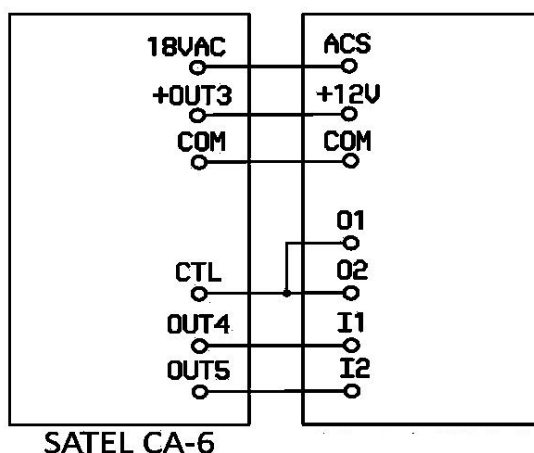 18VAC ACS
+OUT3 +12V
COM COM
O1
CTL O2
OUT4 I1
OUT5 I2
SATEL CA-6